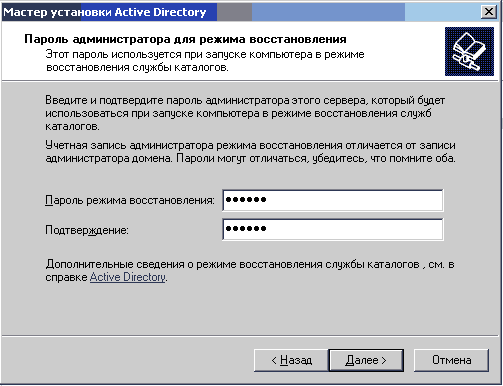 Мастер установки Active Directory
Пароль администратора для режима восстановления
Этот пароль используется при запуске компьютера в режиме
восстановления службы каталогов.
Введите и подтвердите пароль администратора этого сервера, который будет
использоваться при запуске компьютера в режиме восстановления служб
каталогов.
Учетная запись администратора режима восстановления отличается от записи
администратора домена. Пароли могут отличаться, убедитесь, что помните оба.
Пароль режима восстановления: ●●●●●●
Подтверждение: ●●●●●●
Дополнительные сведения о режиме восстановления службы каталогов , см. в
справке Active Directory.
< Назад Далее > Отмена